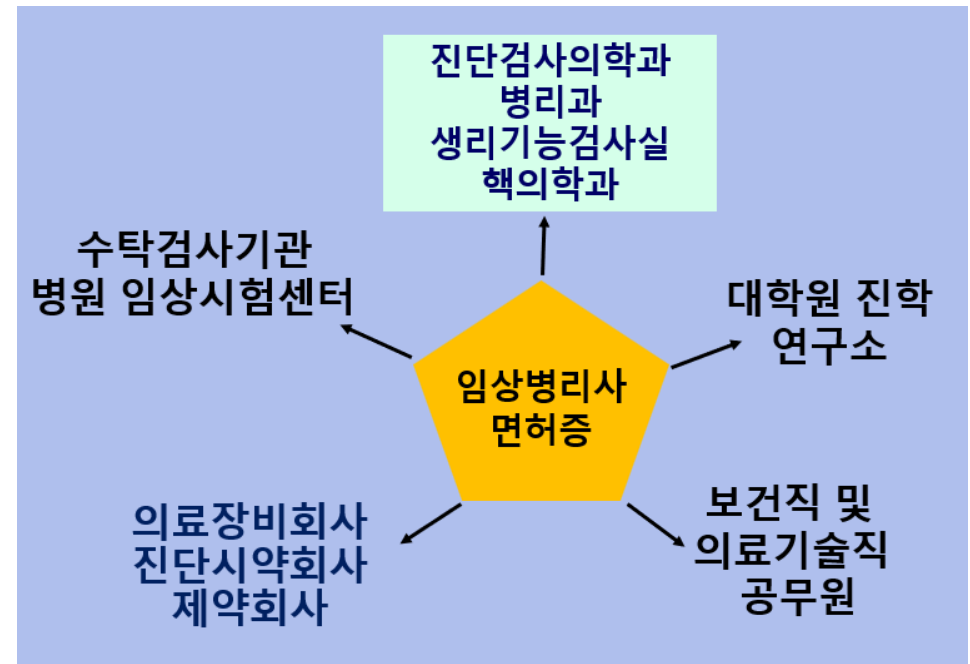 진단검사의학과
병리과
생리기능검사실
핵의학과
수탁검사기관
병원 임상시험센터
대학원 진학
연구소
임상병리사
면허증
의료장비회사
진단시약회사
제약회사
보건직 및
의료기술직
공무원